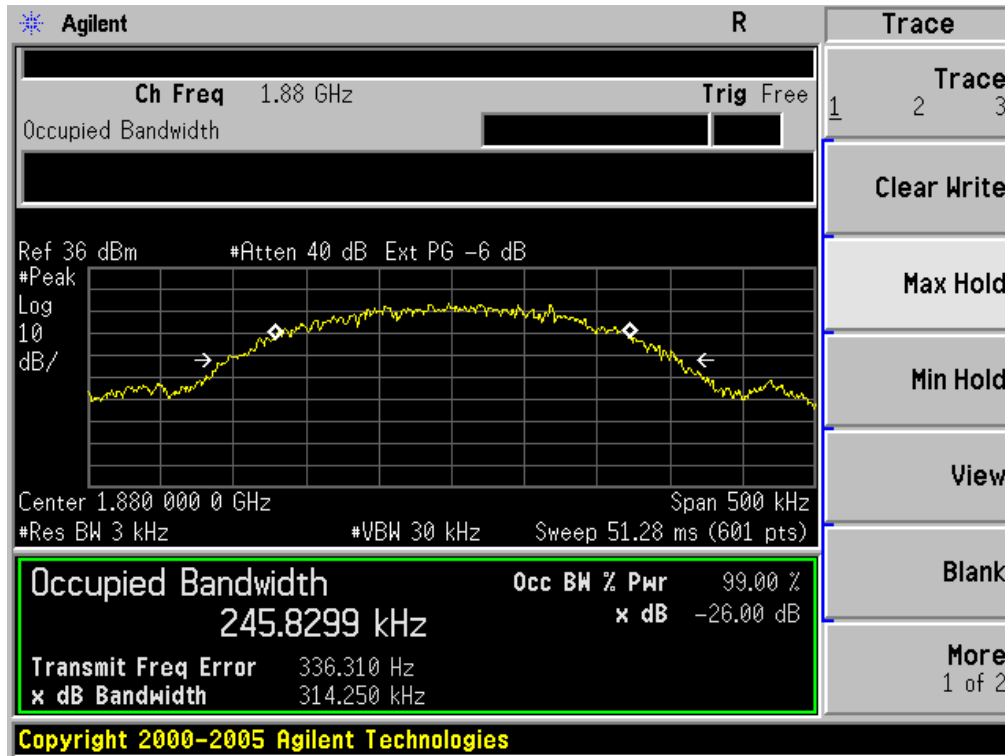 Agilent R Trace
Ch Freq 1.88 GHz Trig Free
Occupied Bandwidth
Trace
1 2 3
Clear Write
Max Hold
Min Hold
View
Blank
More
1 of 2
Ref 36 dBm #Atten 40 dB Ext PG -6 dB
#Peak
Log
10
dB/
Center 1.880 000 0 GHz Span 500 kHz
#Res BW 3 kHz #VBW 30 kHz Sweep 51.28 ms (601 pts)
Occupied Bandwidth
245.8299 kHz
Occ BW % Pwr 99.00 %
x dB -26.00 dB
Transmit Freq Error 336.310 Hz
x dB Bandwidth 314.250 kHz
Copyright 2000-2005 Agilent Technologies